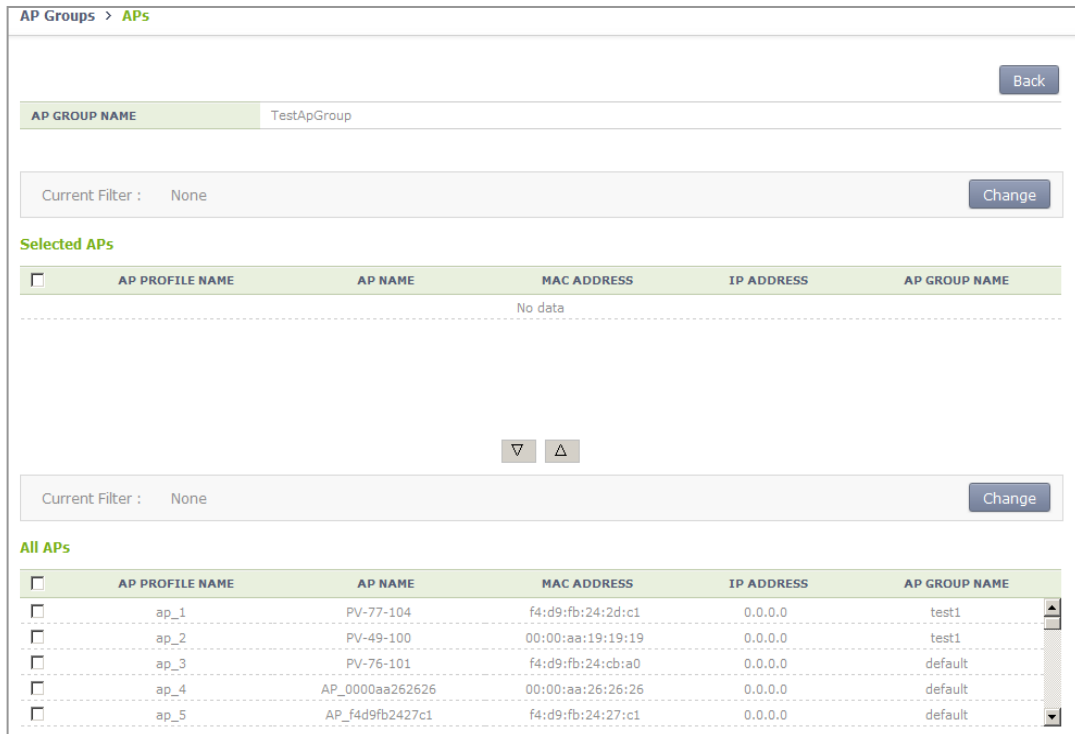 AP Groups > APs
Back
AP GROUP NAME TestApGroup
Current Filter : None Change
Selected APs
AP PROFILE NAME AP NAME MAC ADDRESS IP ADDRESS AP GROUP NAME
No data
Current Filter : None Change
All APs
AP PROFILE NAME AP NAME MAC ADDRESS IP ADDRESS AP GROUP NAME
ap_1 PV-77-104 f4:d9:fb:24:2d:c1 0.0.0.0 test1
ap_2 PV-49-100 00:00:aa:19:19:19 0.0.0.0 test1
ap_3 PV-76-101 f4:d9:fb:24:cb:a0 0.0.0.0 default
ap_4 AP_0000aa262626 00:00:aa:26:26:26 0.0.0.0 default
ap_5 AP_f4d9fb2427c1 f4:d9:fb:24:27:c1 0.0.0.0 default